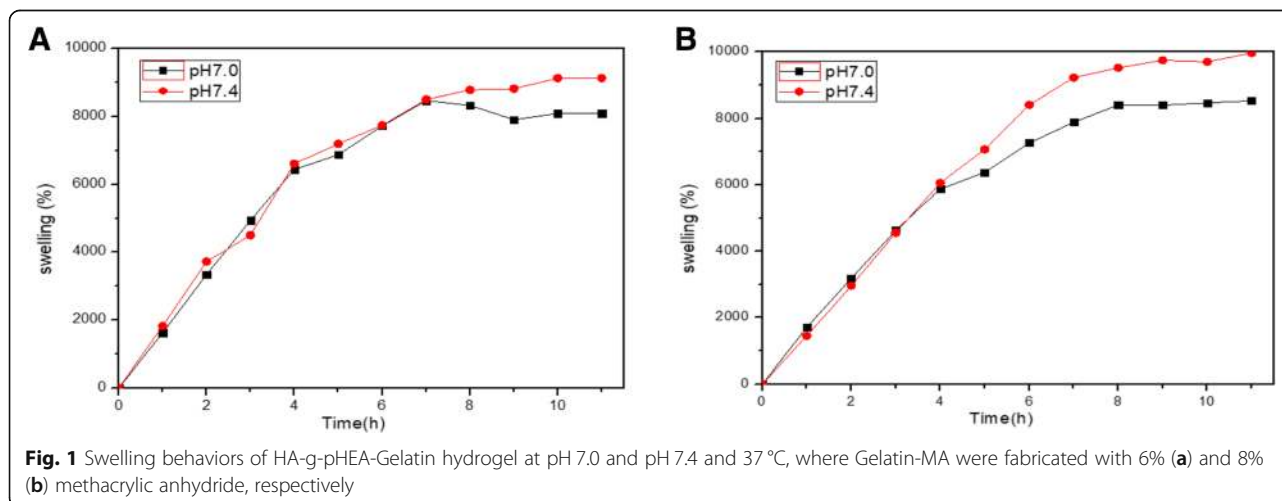 A
10000
8000
6000
4000
2000
0
swelling (%)
pH7.0
pH7.4
0 2 4 6 8 10
Time(h)
B
10000
8000
6000
4000
2000
0
swelling (%)
pH7.0
pH7.4
0 2 4 6 8 10
Time(h)
Fig. 1 Swelling behaviors of HA-g-pHEA-Gelatin hydrogel at pH 7.0 and pH 7.4 and 37 °C, where Gelatin-MA were fabricated with 6% (a) and 8%
(b) methacrylic anhydride, respectively